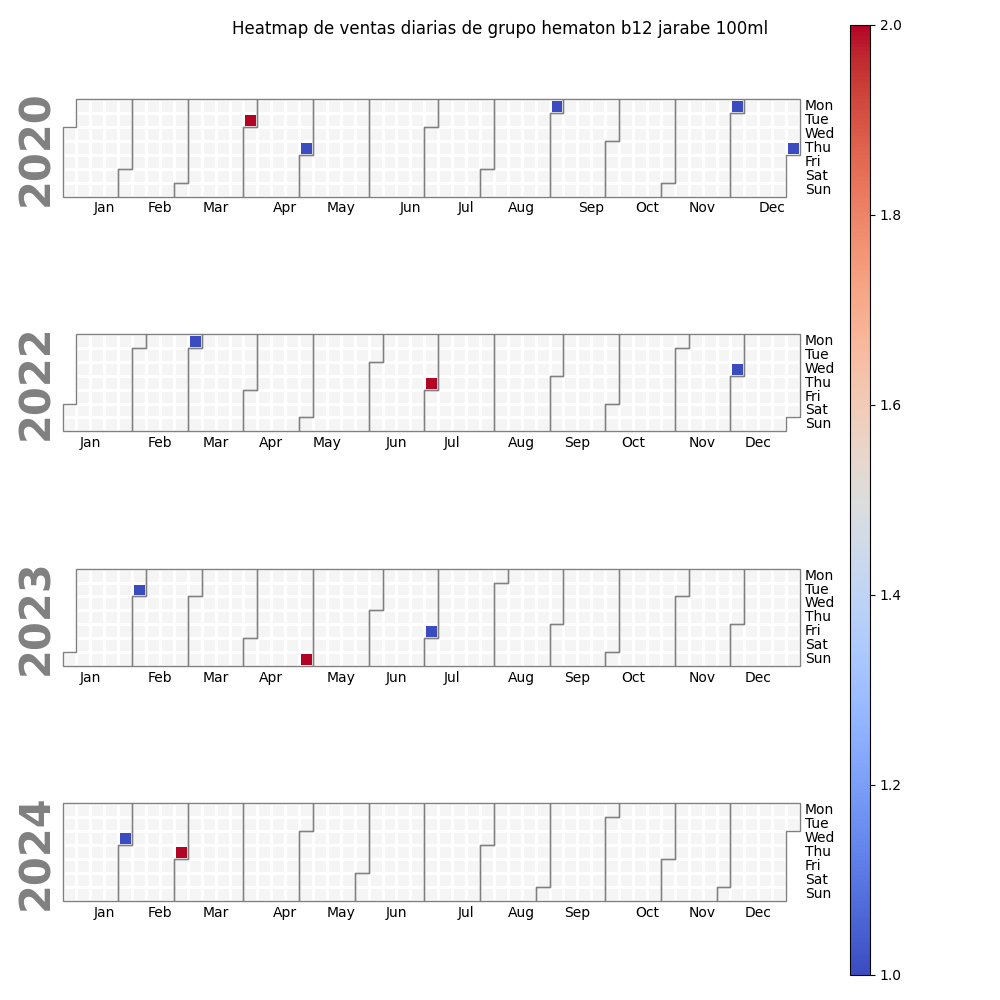 Heatmap de ventas diarias de grupo hematon b12 jarabe 100ml
2020
Mon
Tue
Wed
Thu
Fri
Sat
Sun
Jan Feb Mar Apr May Jun Jul Aug Sep Oct Nov Dec
2022
Mon
Tue
Wed
Thu
Fri
Sat
Sun
Jan Feb Mar Apr May Jun Jul Aug Sep Oct Nov Dec
2023
Mon
Tue
Wed
Thu
Fri
Sat
Sun
Jan Feb Mar Apr May Jun Jul Aug Sep Oct Nov Dec
2024
Mon
Tue
Wed
Thu
Fri
Sat
Sun
Jan Feb Mar Apr May Jun Jul Aug Sep Oct Nov Dec
2.0
1.8
1.6
1.4
1.2
1.0